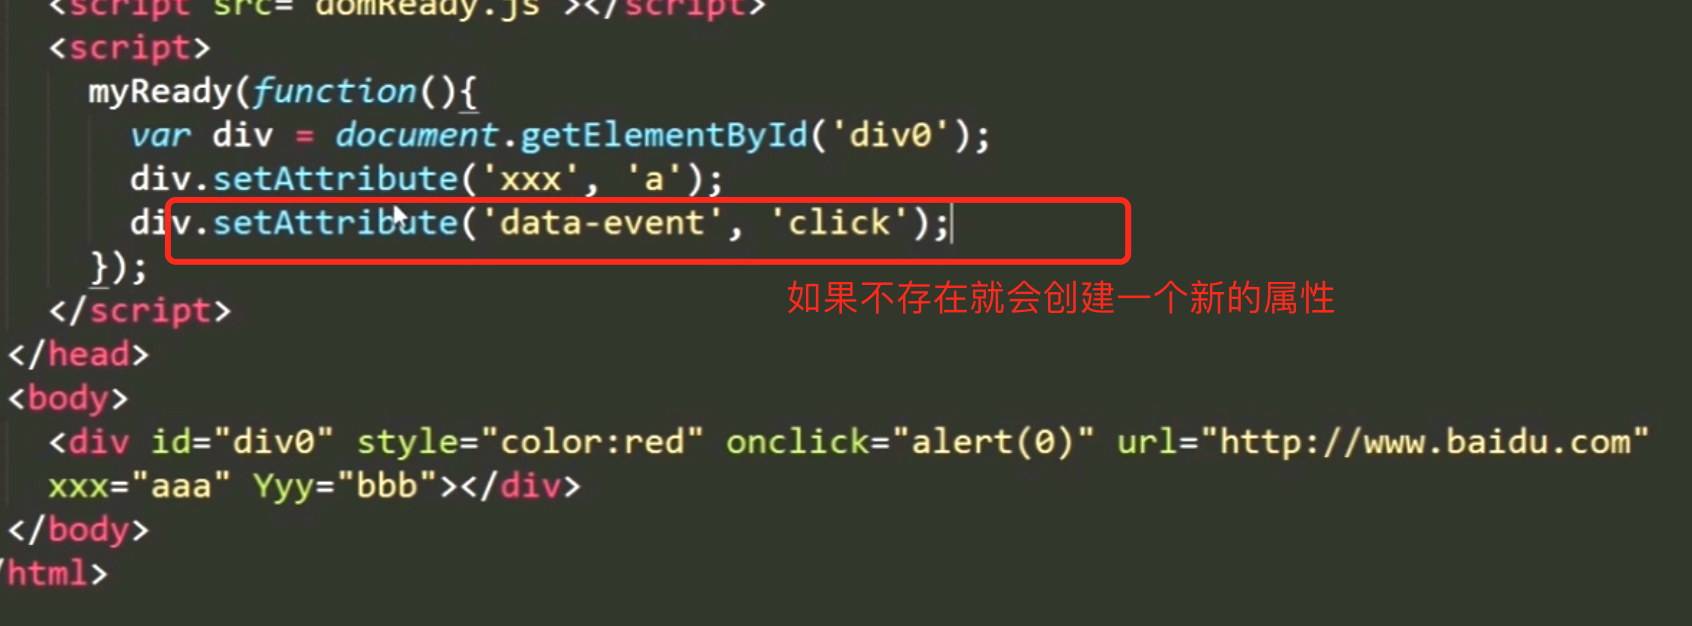 <script src="domReady.js"></script>
<script>
myReady(function(){
var div = document.getElementById('div0');
div.setAttribute('xxx', 'a');
div.setAttribute('data-event', 'click');
});
如果不存在就会创建一个新的属性
</script>
</head>
<body>
<div id="div0" style="color:red" onclick="alert(0)" url="http://www.baidu.com"
xxx="aaa" Yyy="bbb"></div>
</body>
/html>